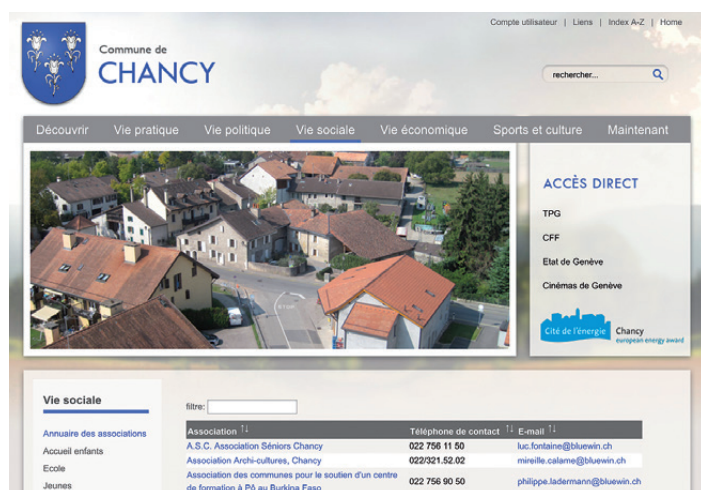 Compte utilisateur | Liens | Index A-Z | Home
Commune de
CHANCY
rechercher...
Découvrir Vie pratique Vie politique Vie sociale Vie économique Sports et culture Maintenant
STOP
ACCÈS DIRECT
TPG
CFF
Etat de Genève
Cinémas de Genève
Cité de l'énergie Chancy
european energy award
Vie sociale
Annuaire des associations
Accueil enfants
Ecole
Jeunes
filtre:
Association ↑↓ Téléphone de contact ↑↓ E-mail ↑↓
A.S.C. Association Séniors Chancy 022 756 11 50 luc.fontaine@bluewin.ch
Association Archi-cultures, Chancy 022/321.52.02 mireille.calame@bluewin.ch
Association des communes pour le soutien d'un centre
de formation à PÂ au Burkina Faso 022 756 90 50 philippe.ladermann@bluewin.ch